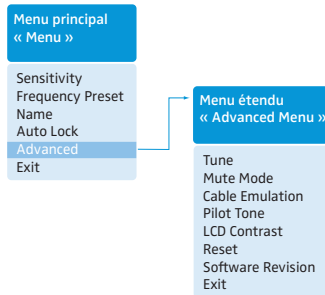 Menu principal
« Menu »
Sensitivity
Frequency Preset
Name
Auto Lock
Advanced
Exit
Menu étendu
« Advanced Menu »
Tune
Mute Mode
Cable Emulation
Pilot Tone
LCD Contrast
Reset
Software Revision
Exit